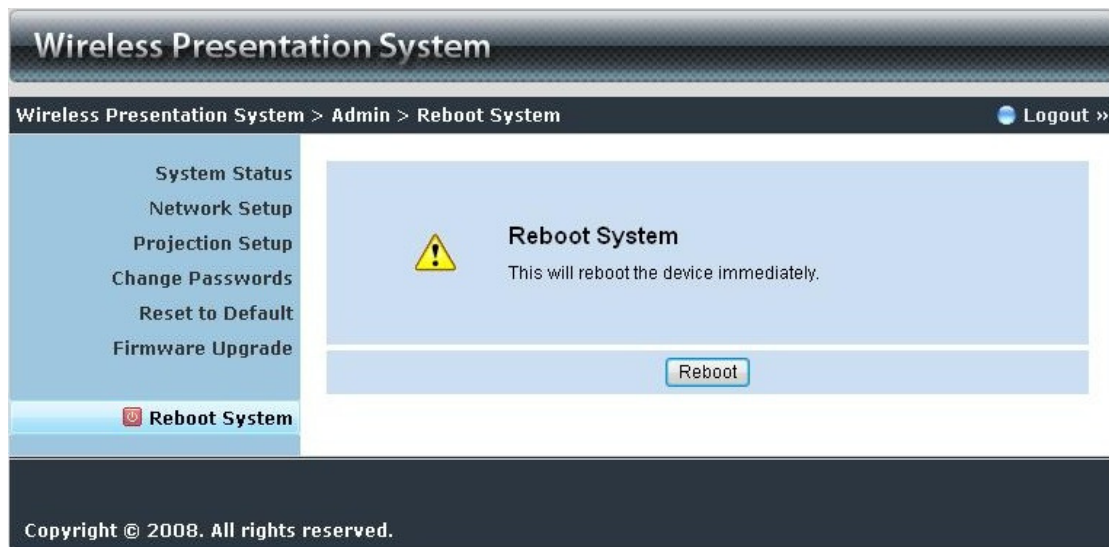 Wireless Presentation System
Wireless Presentation System > Admin > Reboot System
Logout »
System Status
Network Setup
Projection Setup
Change Passwords
Reset to Default
Firmware Upgrade
Reboot System
Reboot System
This will reboot the device immediately.
Reboot
Copyright © 2008. All rights reserved.